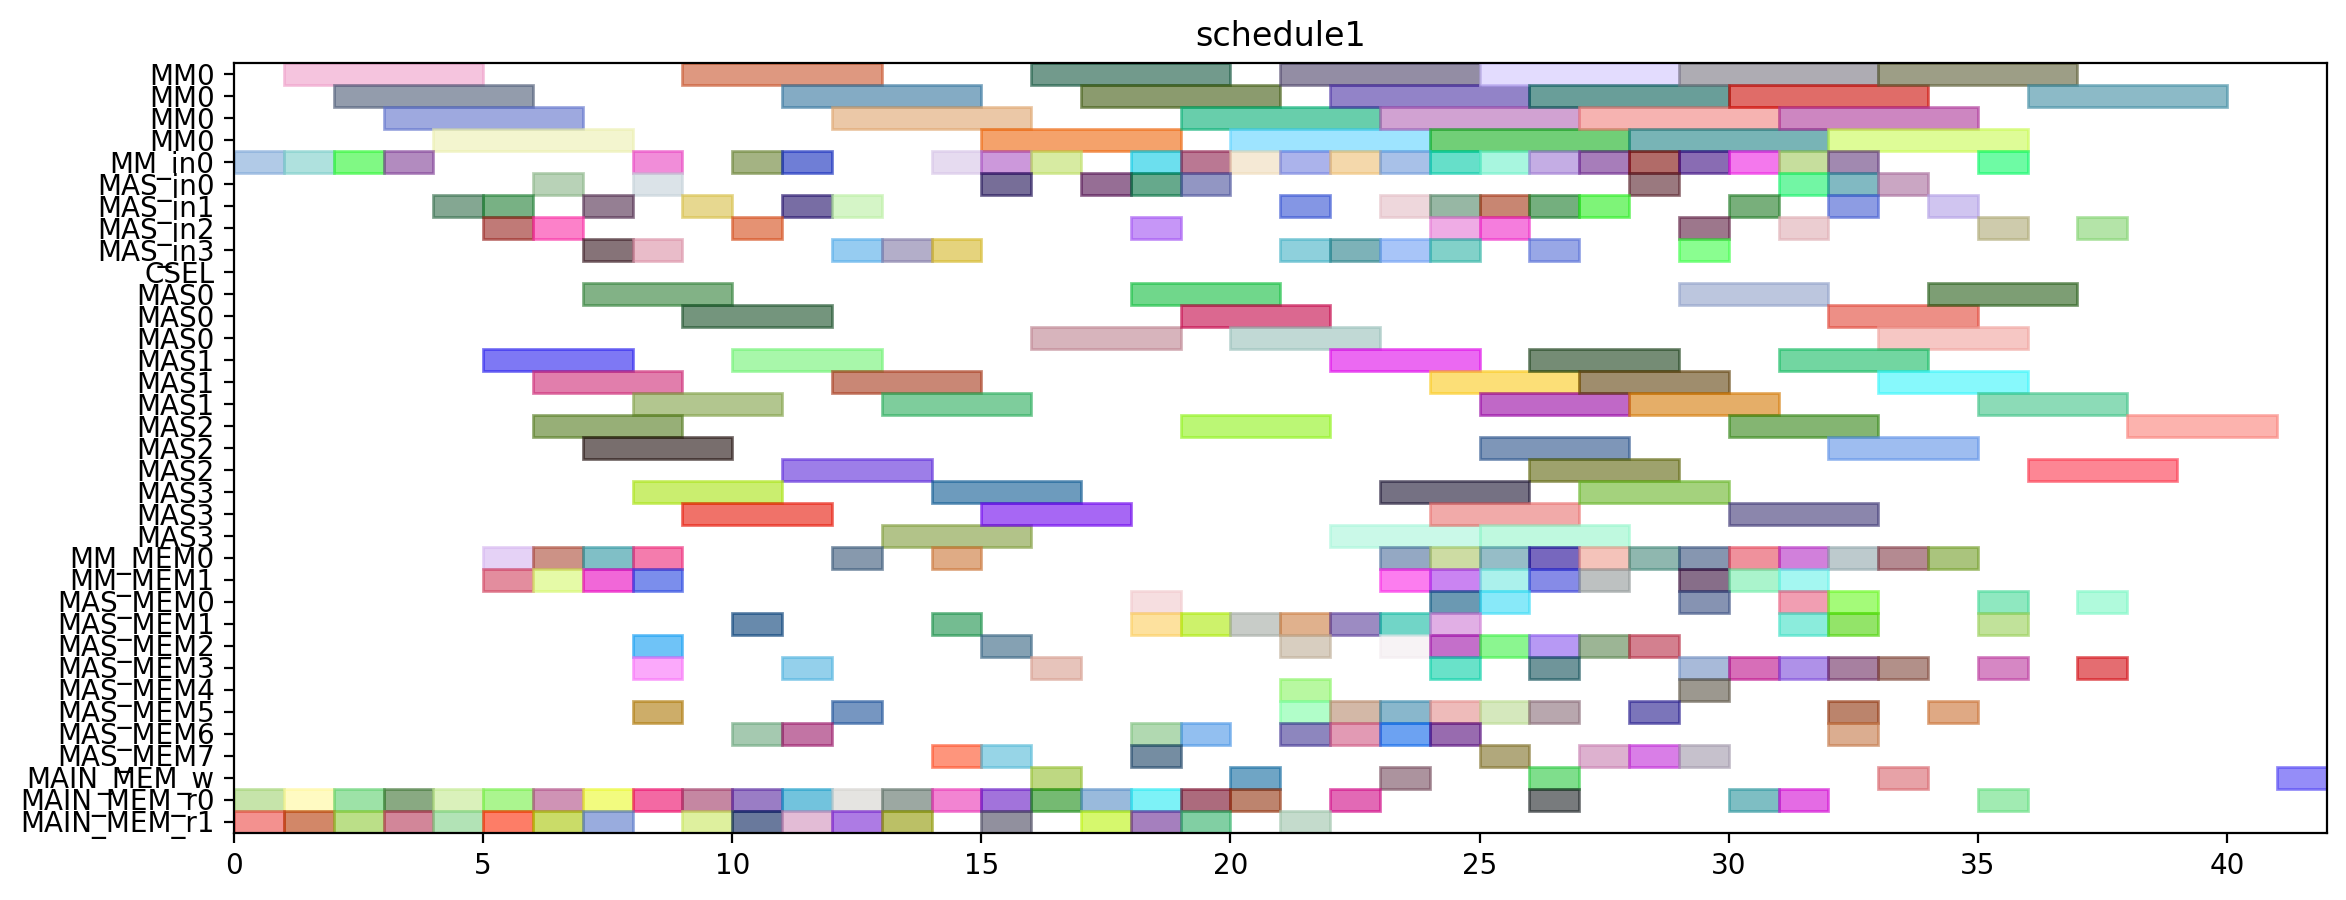 schedule1
MM0
MM0
MM0
MM0
MM_in0
MAS_in0
MAS_in1
MAS_in2
MAS_in3
CSEL
MAS0
MAS0
MAS0
MAS1
MAS1
MAS1
MAS2
MAS2
MAS2
MAS3
MAS3
MAS3
MM_MEM0
MM_MEM1
MAS_MEM0
MAS_MEM1
MAS_MEM2
MAS_MEM3
MAS_MEM4
MAS_MEM5
MAS_MEM6
MAS_MEM7
MAIN_MEM_w
MAIN_MEM_r0
MAIN_MEM_r1
0 5 10 15 20 25 30 35 40